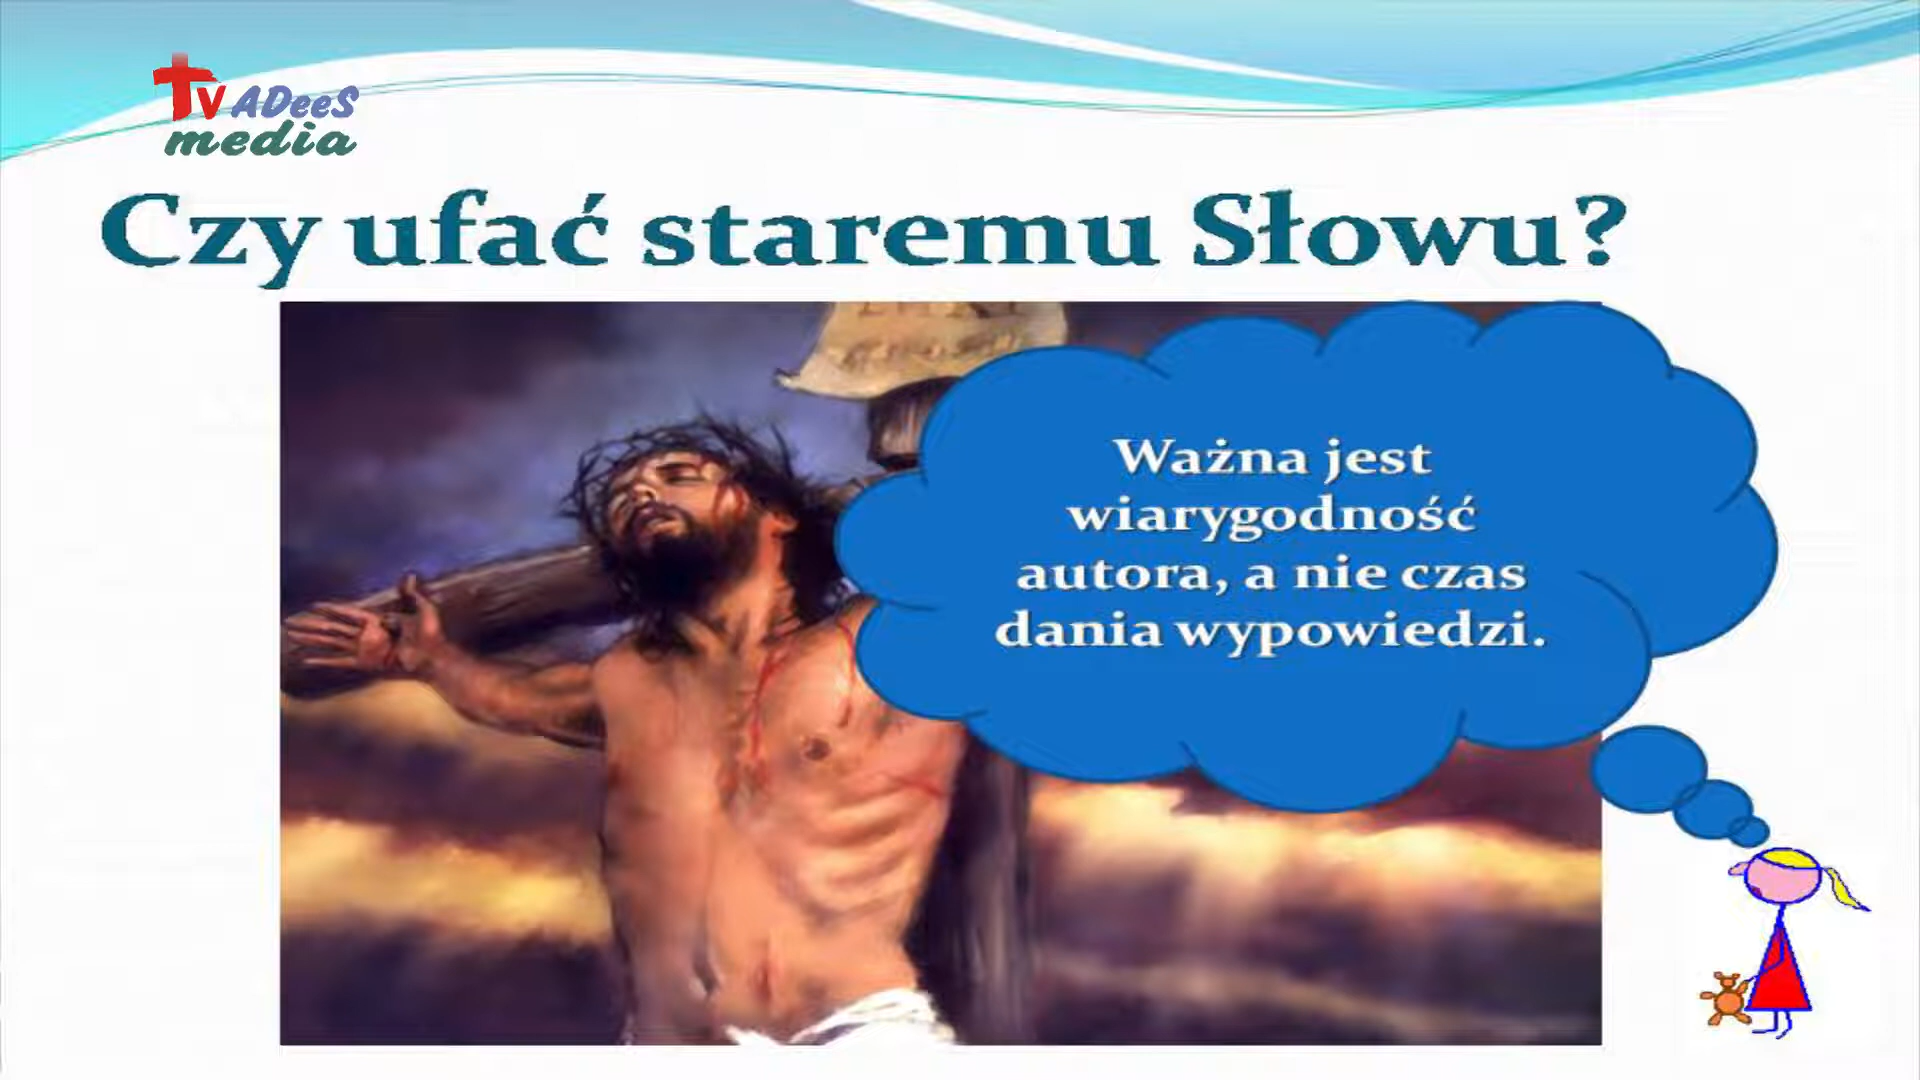 Tv ADeeS
media
Czy ufać staremu Słowu?
Ważna jest
wiarygodność
autora, a nie czas
dania wypowiedzi.